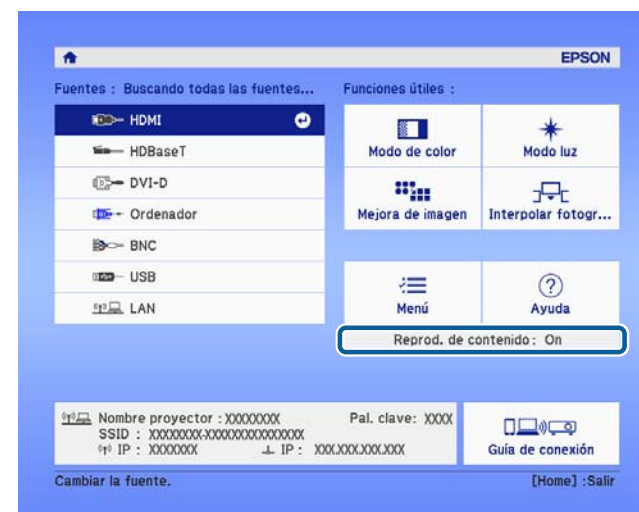 EPSON
Fuentes : Buscando todas las fuentes...
HDMI
HDBaseT
DVI-D
Ordenador
BNC
USB
LAN
Funciones útiles :
Modo de color
Modo luz
Mejora de imagen
Interpolar fotogr...
Menú
Ayuda
Reprod. de contenido : On
Nombre proyector : XXXXXXXX Pal. clave: XXXX
SSID : XXXXXXXX-XXXXXXXXXXXXXXXX
IP : XXXXXXX IP : XXX.XXX.XXX.XXX
Guía de conexión
Cambiar la fuente. [Home] :Salir